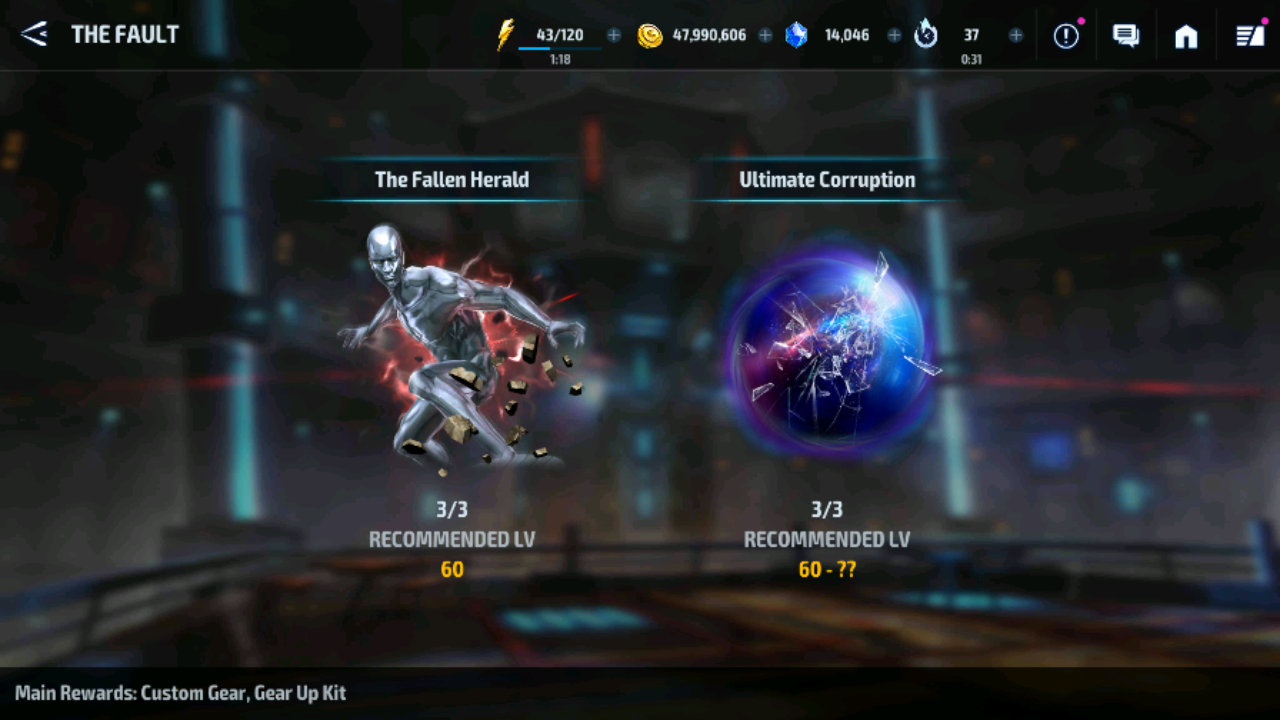 THE FAULT
43/120
1:18
47,990,606
14,046
37
0:31
The Fallen Herald
Ultimate Corruption
3/3
RECOMMENDED LV
60
3/3
RECOMMENDED LV
60 - ??
Main Rewards: Custom Gear, Gear Up Kit